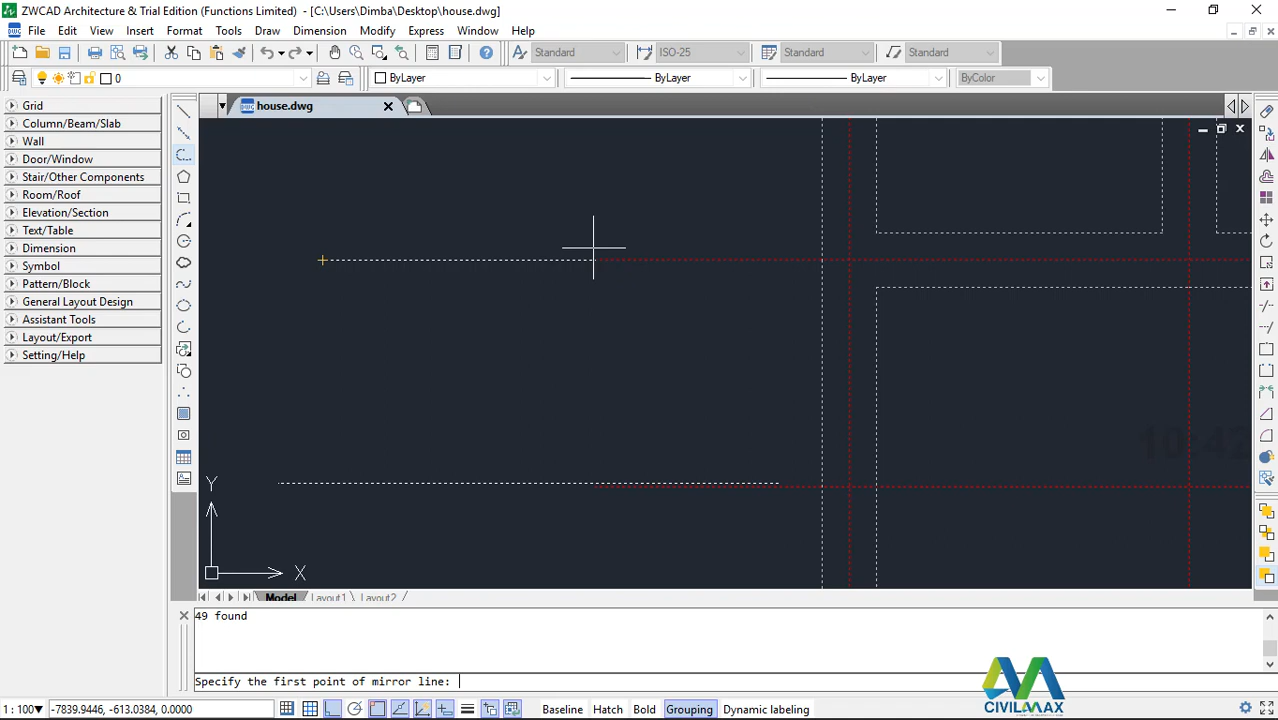 ZWCAD Architecture & Trial Edition (Functions Limited) - [C:\Users\Dimba\Desktop\house.dwg]
File Edit View Insert Format Tools Draw Dimension Modify Express Window Help
Standard ISO-25 Standard Standard
0 ByLayer ByLayer ByLayer ByColor
house.dwg
Grid
Column/Beam/Slab
Wall
Door/Window
Stair/Other Components
Room/Roof
Elevation/Section
Text/Table
Dimension
Symbol
Pattern/Block
General Layout Design
Assistant Tools
Layout/Export
Setting/Help
10:42
Y
X
Model Layout1 Layout2
49 found
Specify the first point of mirror line:
CIVILMAX
1 : 100 -7839.9446, -613.0384, 0.0000 Baseline Hatch Bold Grouping Dynamic labeling